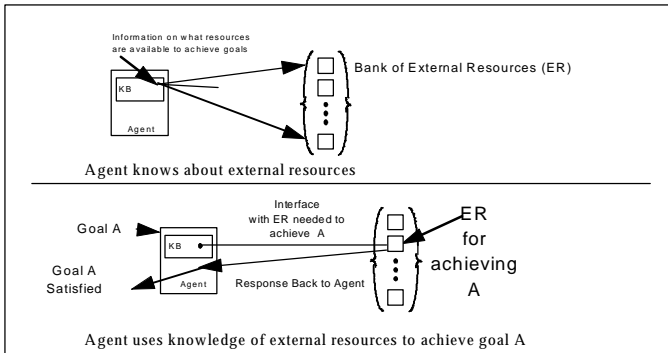 Information on what resources
are available to achieve goals
KB
Agent
Bank of External Resources (ER)
Agent knows about external resources
Goal A
Goal A
Satisfied
KB
Agent
Interface
with ER needed to
achieve A
Response Back to Agent
ER
for
achieving
A
Agent uses knowledge of external resources to achieve goal A